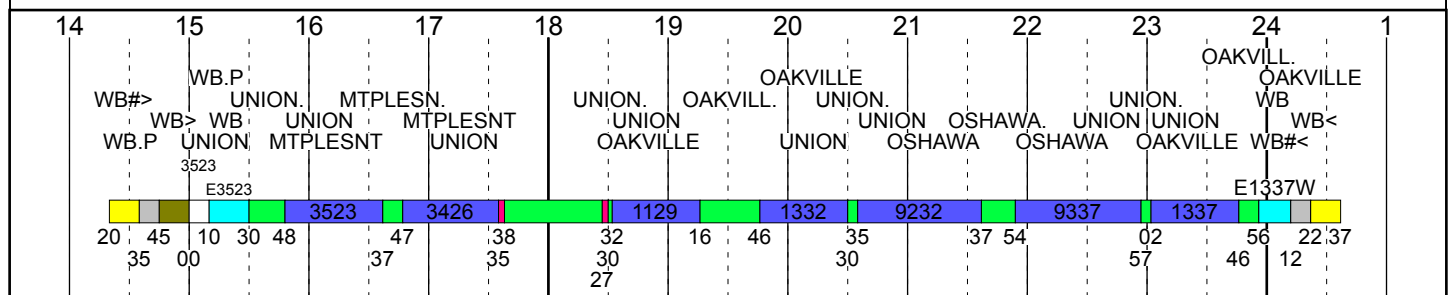 14 15 16 17 18 19 20 21 22 23 24 1
OAKVILL.
WB.P OAKVILLE OAKVILLE
WB#> UNION. MTPLESN. UNION. OAKVILL. UNION. UNION. WB
WB> WB UNION MTPLESNT UNION UNION OSHAWA. UNION UNION WB<
WB.P UNION MTPLESNT UNION OAKVILLE UNION OSHAWA OSHAWA OAKVILLE WB#<
3523
E3523 E1337W
3523 3426 1129 1332 9232 9337 1337
20 45 10 30 48 47 38 32 16 46 35 37 54 02 56 22 37
35 00 37 35 30 30 57 46 12
27